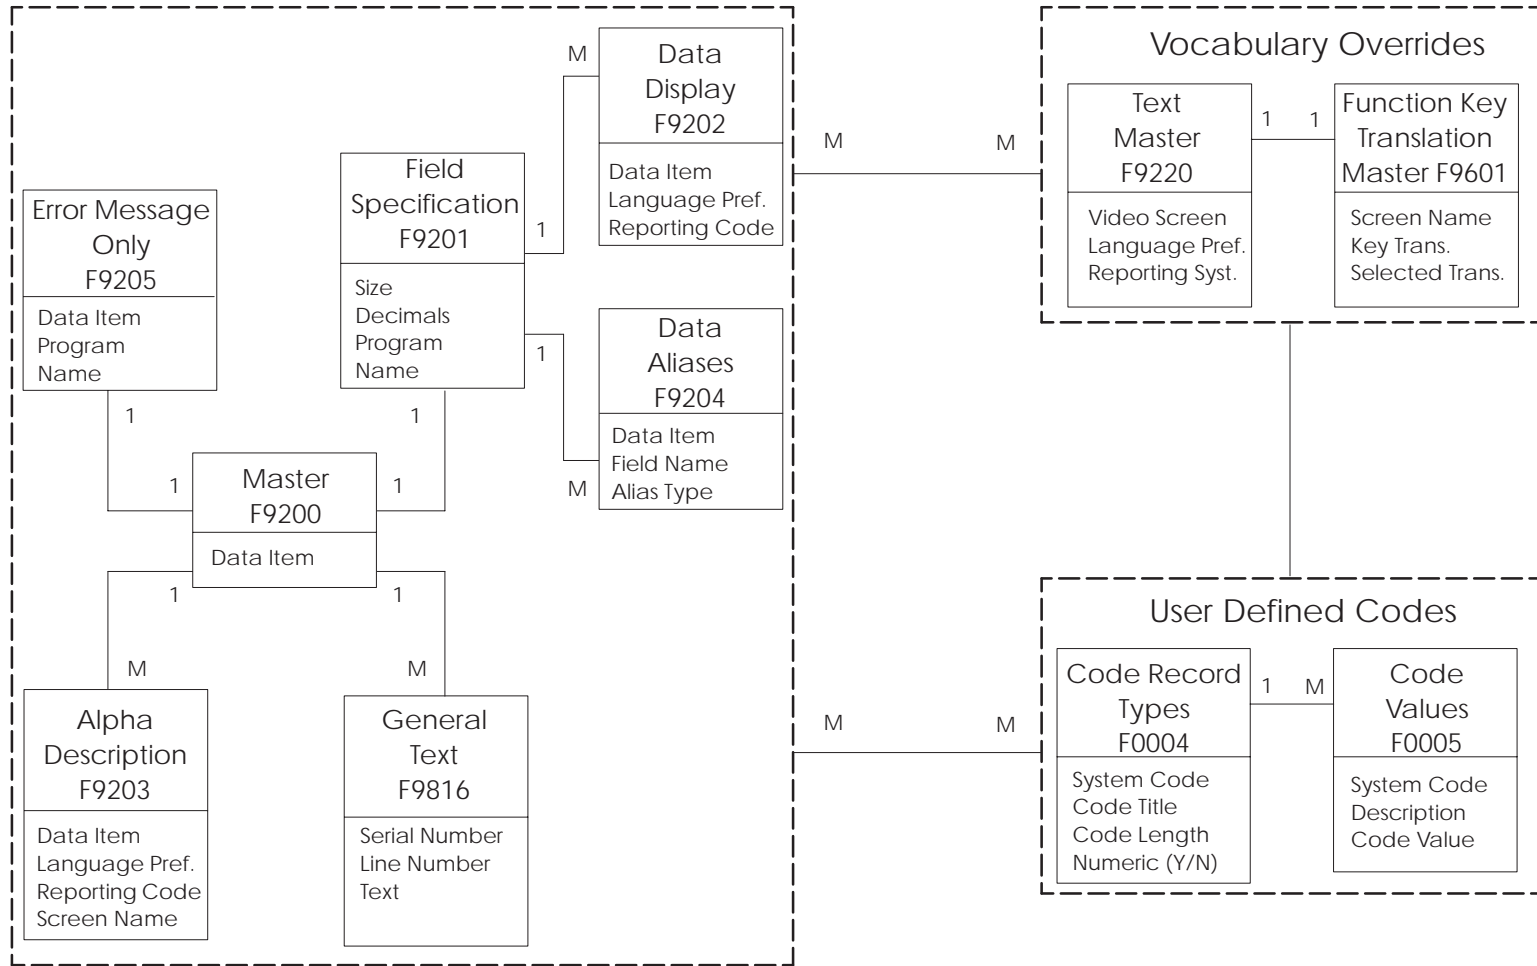 M
Data
Display
F9202
Data Item
Language Pref.
Reporting Code
Field
Specification
F9201
1
Size
Decimals
Program
Name
1
Error Message
Only
F9205
Data Item
Program
Name
Data
Aliases
F9204
Data Item
Field Name
Alias Type
M
1
1
1
Master
F9200
1
Data Item
1
1
M
M
Alpha
Description
F9203
Data Item
Language Pref.
Reporting Code
Screen Name
General
Text
F9816
Serial Number
Line Number
Text
M
M
M
M
Vocabulary Overrides
Text
Master
F9220
Video Screen
Language Pref.
Reporting Syst.
1
1
Function Key
Translation
Master F9601
Screen Name
Key Trans.
Selected Trans.
User Defined Codes
Code Record
Types
F0004
System Code
Code Title
Code Length
Numeric (Y/N)
1
M
Code
Values
F0005
System Code
Description
Code Value